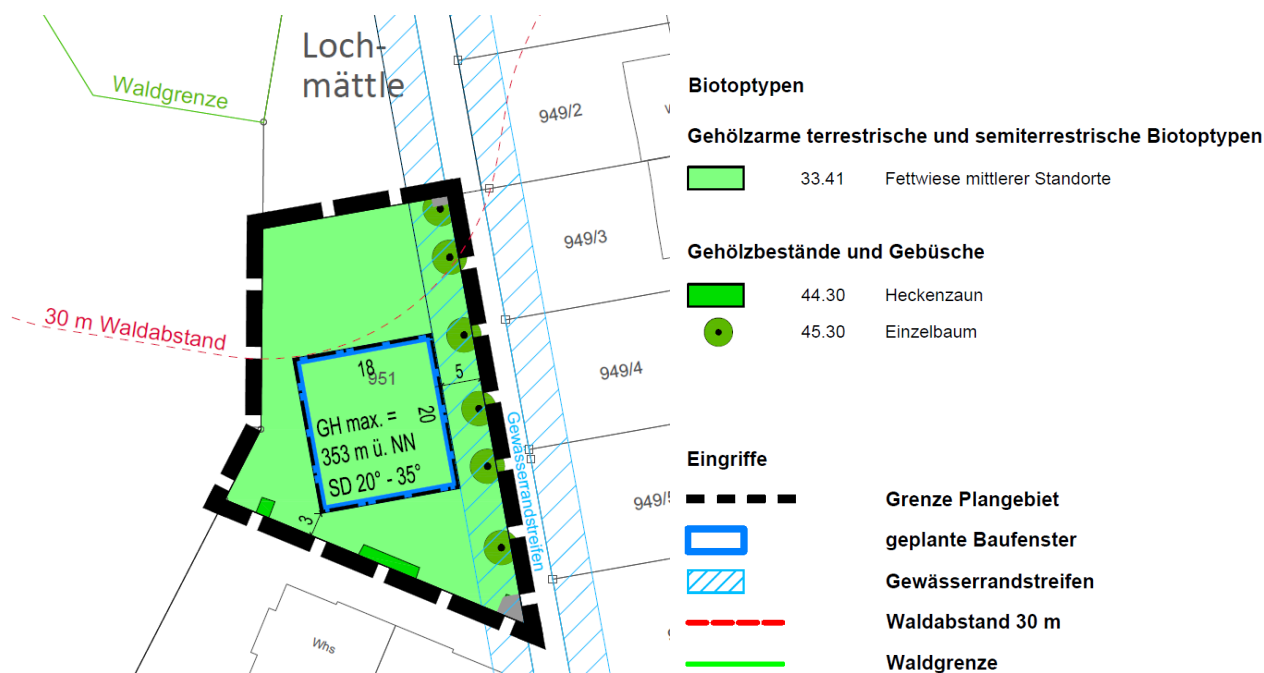 Loch-
mättle
Waldgrenze
949/2
949/3
30 m Waldabstand
949/4
18
951
5
20
GH max. =
353 m ü. NN
SD 20° - 35°
3
Gewässerrandstreifen
Whs
Biotoptypen
Gehölzarme terrestrische und semiterrestrische Biotoptypen
33.41 Fettwiese mittlerer Standorte
Gehölzbestände und Gebüsche
44.30 Heckenzaun
45.30 Einzelbaum
Eingriffe
Grenze Plangebiet
geplante Baufenster
Gewässerrandstreifen
Waldabstand 30 m
Waldgrenze